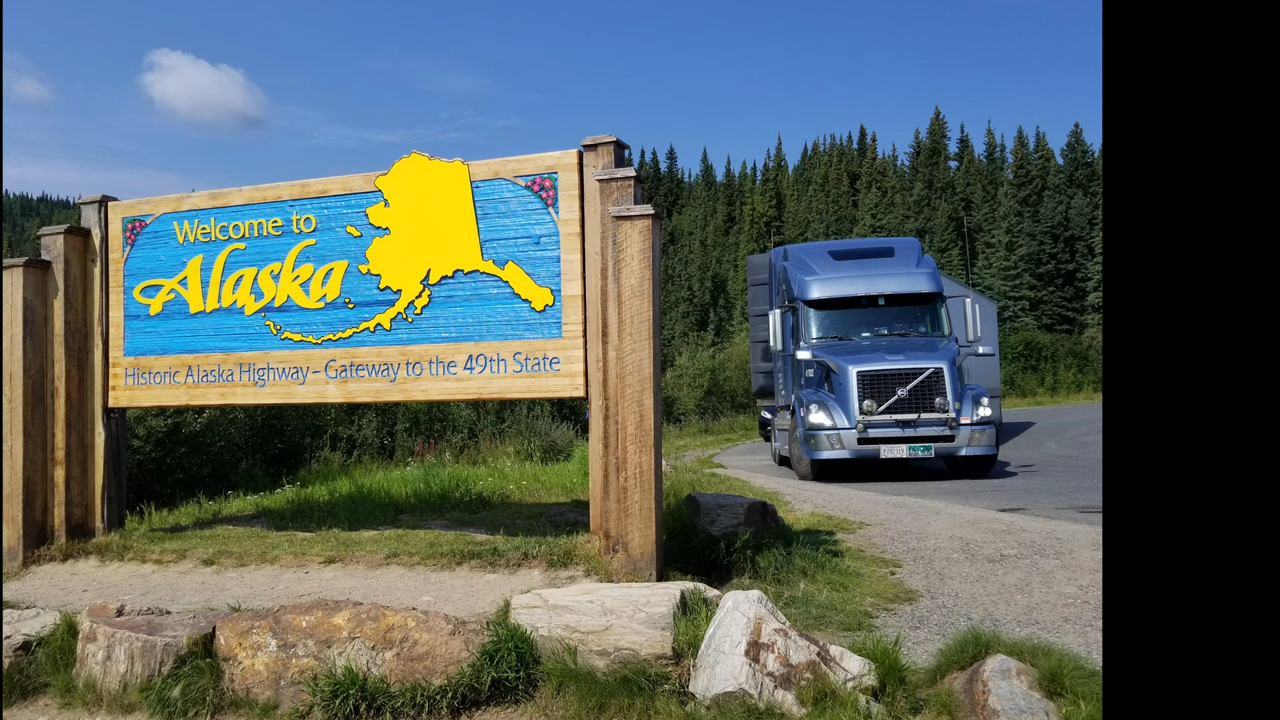 Welcome to
Alaska
Historic Alaska Highway – Gateway to the 49th State